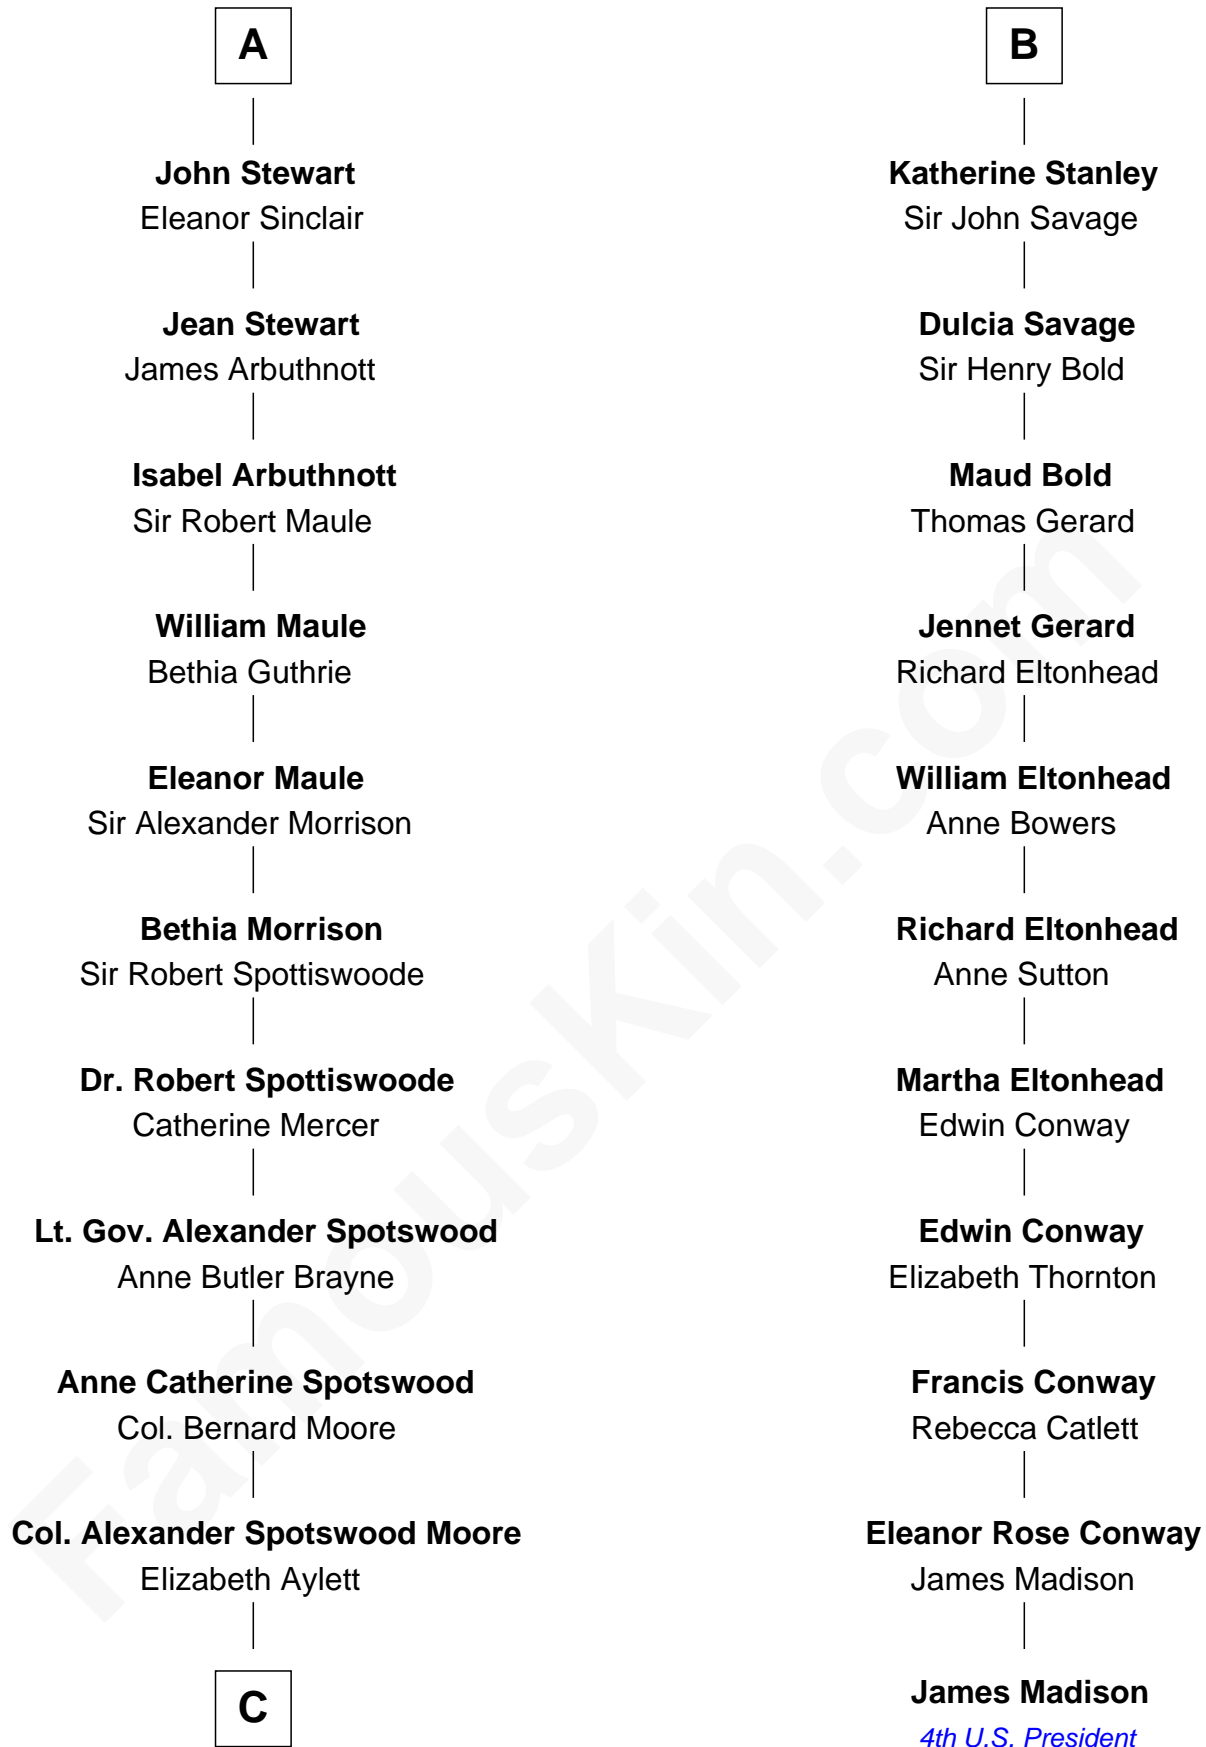 A
John Stewart
Eleanor Sinclair
Jean Stewart
James Arbuthnott
Isabel Arbuthnott
Sir Robert Maule
William Maule
Bethia Guthrie
Eleanor Maule
Sir Alexander Morrison
Bethia Morrison
Sir Robert Spottiswoode
Dr. Robert Spottiswoode
Catherine Mercer
Lt. Gov. Alexander Spotswood
Anne Butler Brayne
Anne Catherine Spotswood
Col. Bernard Moore
Col. Alexander Spotswood Moore
Elizabeth Aylett
C
B
Katherine Stanley
Sir John Savage
Dulcia Savage
Sir Henry Bold
Maud Bold
Thomas Gerard
Jennet Gerard
Richard Eltonhead
William Eltonhead
Anne Bowers
Richard Eltonhead
Anne Sutton
Martha Eltonhead
Edwin Conway
Edwin Conway
Elizabeth Thornton
Francis Conway
Rebecca Catlett
Eleanor Rose Conway
James Madison
James Madison
4th U.S. President
FamousKin.com